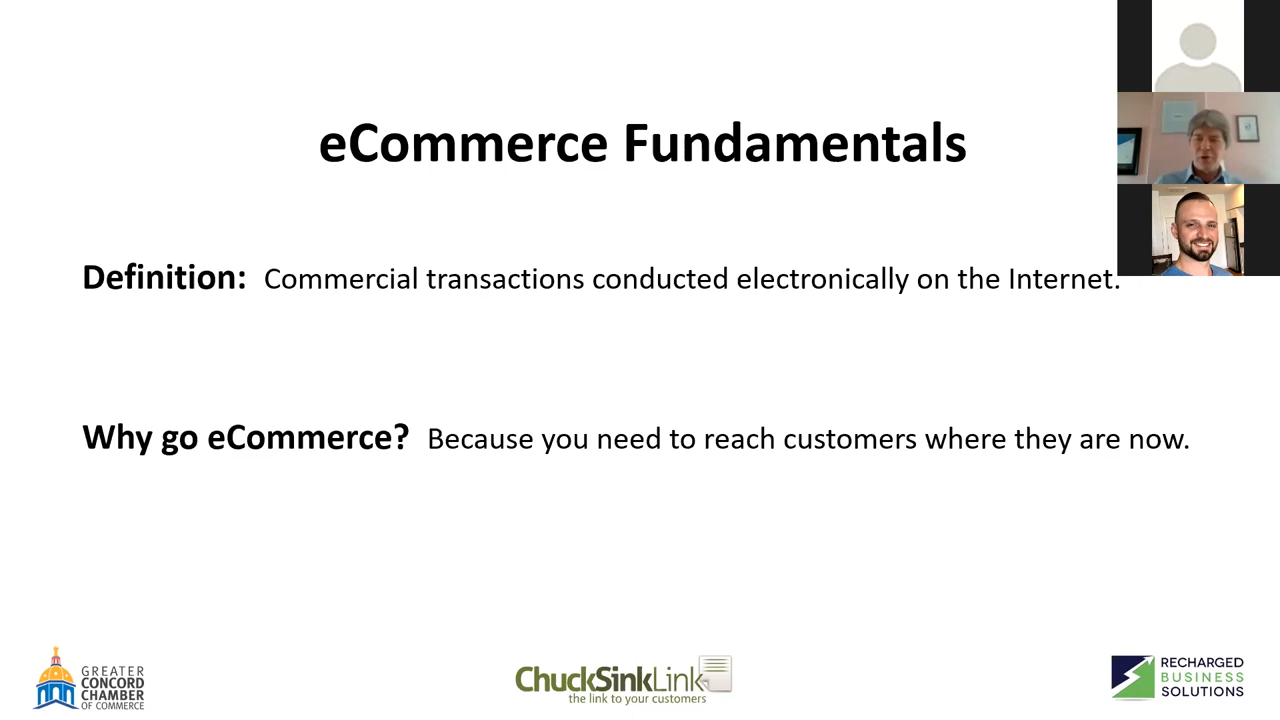 eCommerce Fundamentals
Definition: Commercial transactions conducted electronically on the Internet.
Why go eCommerce? Because you need to reach customers where they are now.
GREATER
CONCORD
CHAMBER
OF COMMERCE
ChuckSinkLink
the link to your customers
RECHARGED
BUSINESS
SOLUTIONS